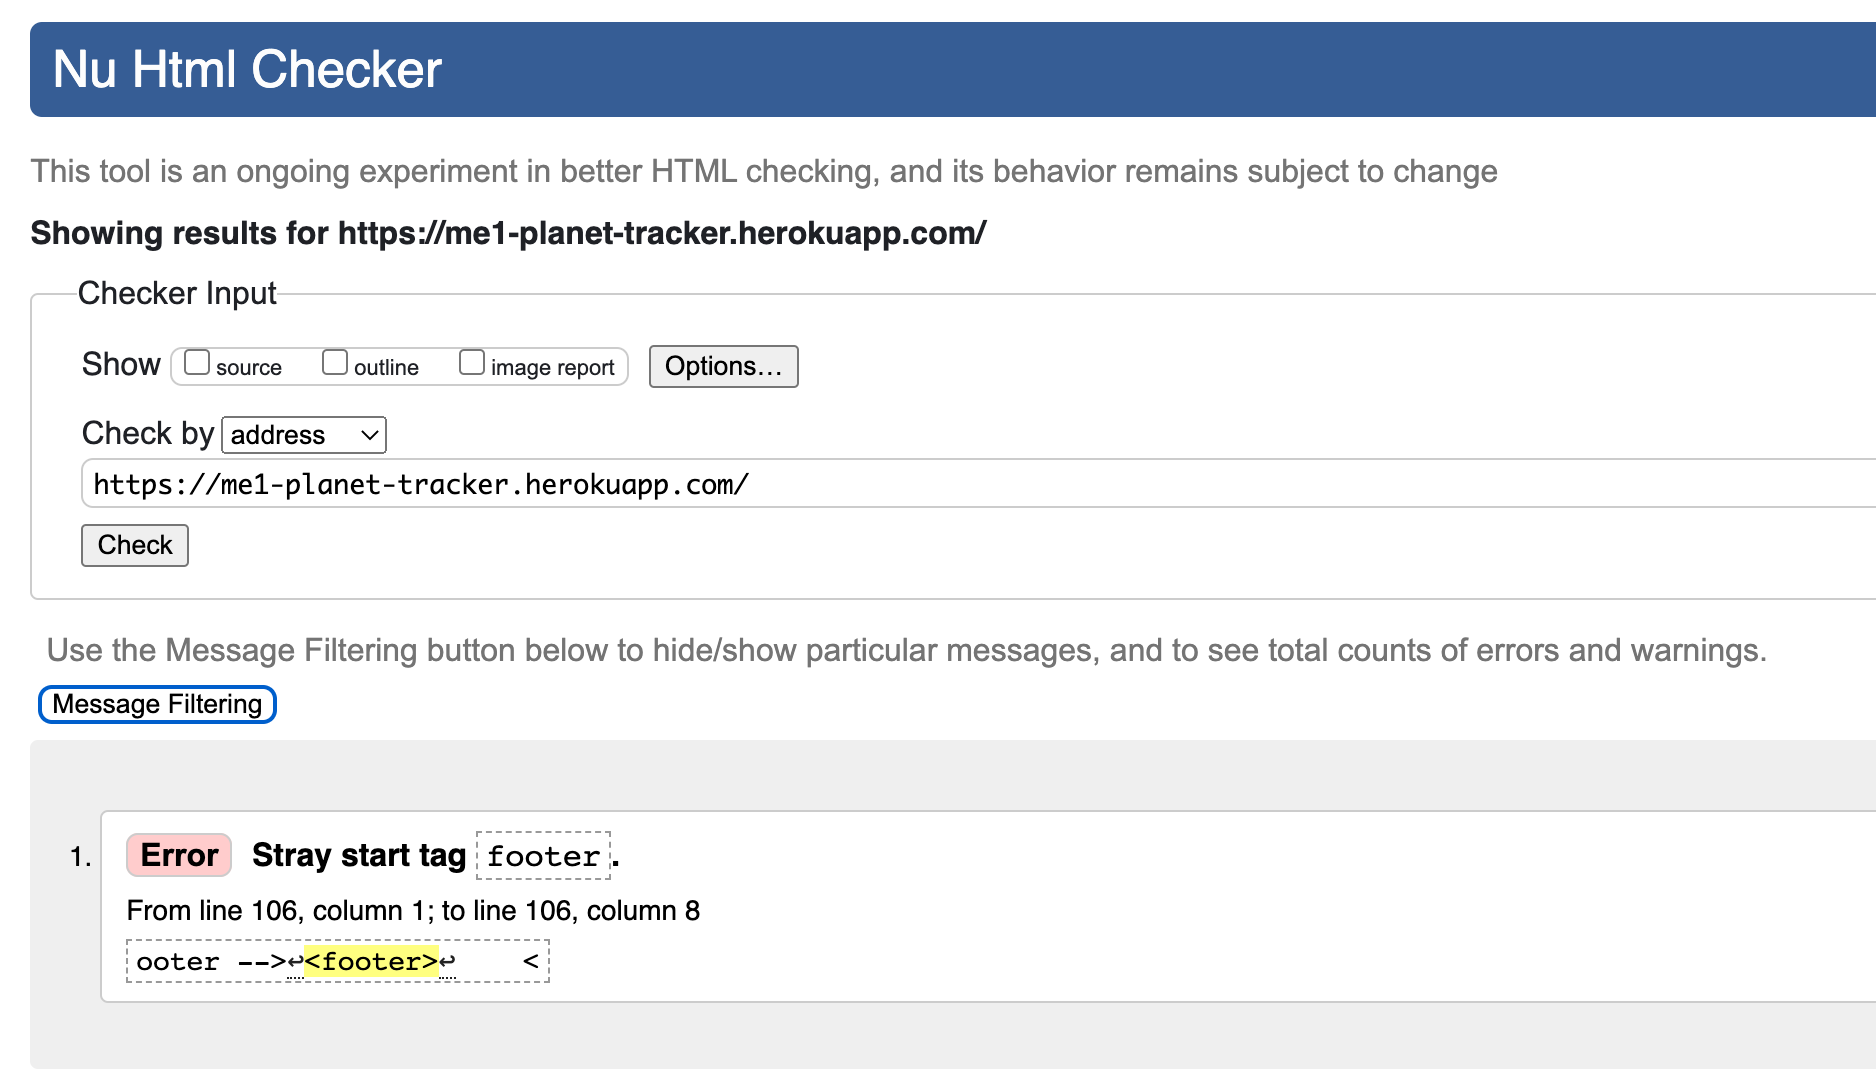 Nu Html Checker
This tool is an ongoing experiment in better HTML checking, and its behavior remains subject to change
Showing results for https://me1-planet-tracker.herokuapp.com/
Checker Input
Show source outline image report Options…
Check by address
https://me1-planet-tracker.herokuapp.com/
Check
Use the Message Filtering button below to hide/show particular messages, and to see total counts of errors and warnings.
Message Filtering
1. Error Stray start tag footer.
From line 106, column 1; to line 106, column 8
ooter -->↩<footer>↩ <